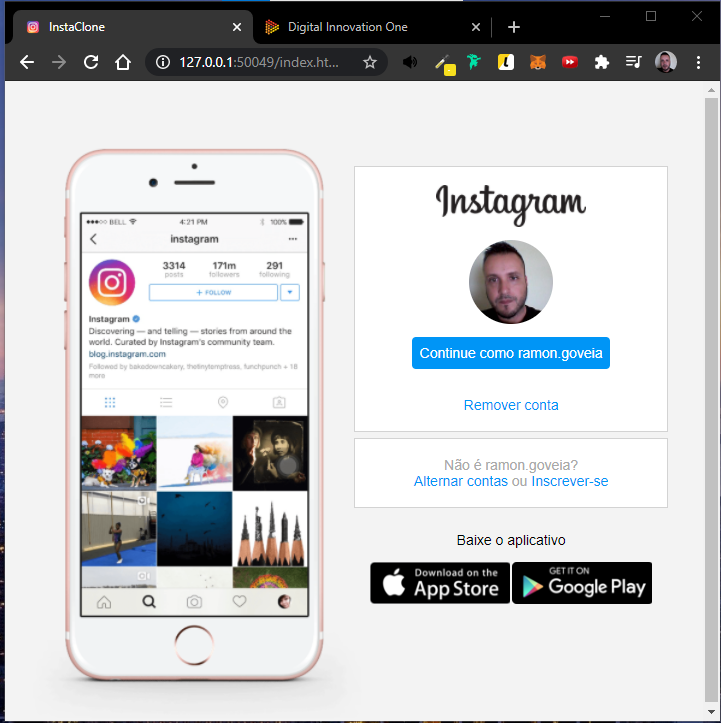 InstaClone
Digital Innovation One
127.0.0.1:50049/index.ht...
BELL 4:21 PM 100%
instagram
3314 171m 291
posts followers following
+ FOLLOW
Instagram
Discovering — and telling — stories from around the
world. Curated by Instagram's community team.
blog.instagram.com
Followed by bakedowncakery, thetinytemptress, funchpunch + 18
more
Instagram
Continue como ramon.goveia
Remover conta
Não é ramon.goveia?
Alternar contas ou Inscrever-se
Baixe o aplicativo
Download on the
App Store
GET IT ON
Google Play